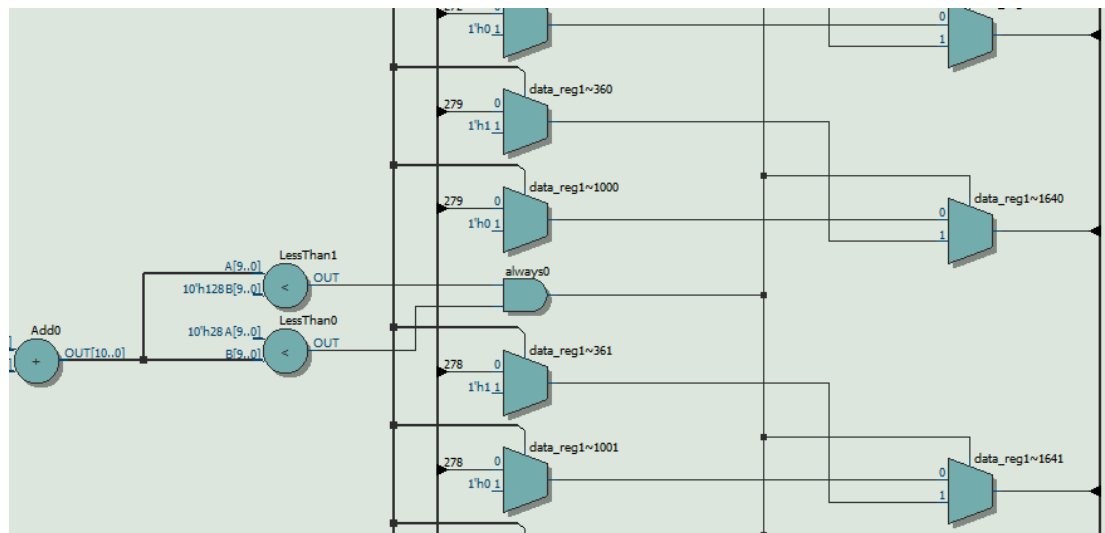 272
0
1'h0 1
0
1
data_reg1~360
279
0
1'h1 1
data_reg1~1000
279
0
1'h0 1
data_reg1~1640
0
1
LessThan1
A[9..0]
<
OUT
10'h128 B[9..0]
always0
LessThan0
10'h28 A[9..0]
<
OUT
B[9..0]
Add0
+
OUT[10..0]
data_reg1~361
278
0
1'h1 1
data_reg1~1001
278
0
1'h0 1
data_reg1~1641
0
1